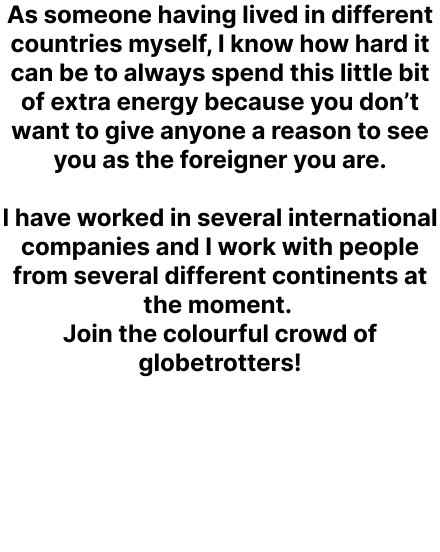 As someone having lived in different
countries myself, I know how hard it
can be to always spend this little bit
of extra energy because you don’t
want to give anyone a reason to see
you as the foreigner you are.
I have worked in several international
companies and I work with people
from several different continents at
the moment.
Join the colourful crowd of
globetrotters!